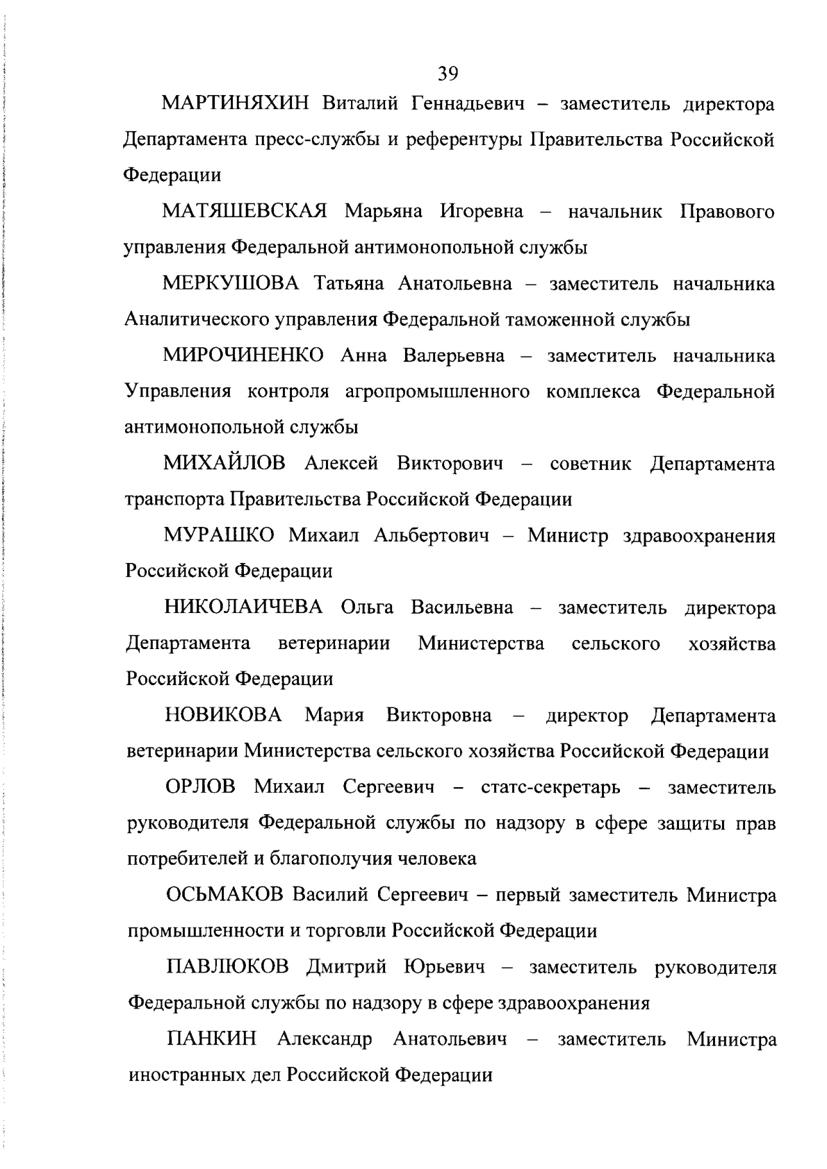 39
МАРТИНЯХИН Виталий Геннадьевич – заместитель директора
Департамента пресс-службы и референтуры Правительства Российской
Федерации
МАТЯШЕВСКАЯ Марьяна Игоревна – начальник Правового
управления Федеральной антимонопольной службы
МЕРКУШОВА Татьяна Анатольевна – заместитель начальника
Аналитического управления Федеральной таможенной службы
МИРОЧИНЕНКО Анна Валерьевна – заместитель начальника
Управления контроля агропромышленного комплекса Федеральной
антимонопольной службы
МИХАЙЛОВ Алексей Викторович – советник Департамента
транспорта Правительства Российской Федерации
МУРАШКО Михаил Альбертович – Министр здравоохранения
Российской Федерации
НИКОЛАИЧЕВА Ольга Васильевна – заместитель директора
Департамента ветеринарии Министерства сельского хозяйства
Российской Федерации
НОВИКОВА Мария Викторовна – директор Департамента
ветеринарии Министерства сельского хозяйства Российской Федерации
ОРЛОВ Михаил Сергеевич – статс-секретарь – заместитель
руководителя Федеральной службы по надзору в сфере защиты прав
потребителей и благополучия человека
ОСЬМАКОВ Василий Сергеевич – первый заместитель Министра
промышленности и торговли Российской Федерации
ПАВЛЮКОВ Дмитрий Юрьевич – заместитель руководителя
Федеральной службы по надзору в сфере здравоохранения
ПАНКИН Александр Анатольевич – заместитель Министра
иностранных дел Российской Федерации